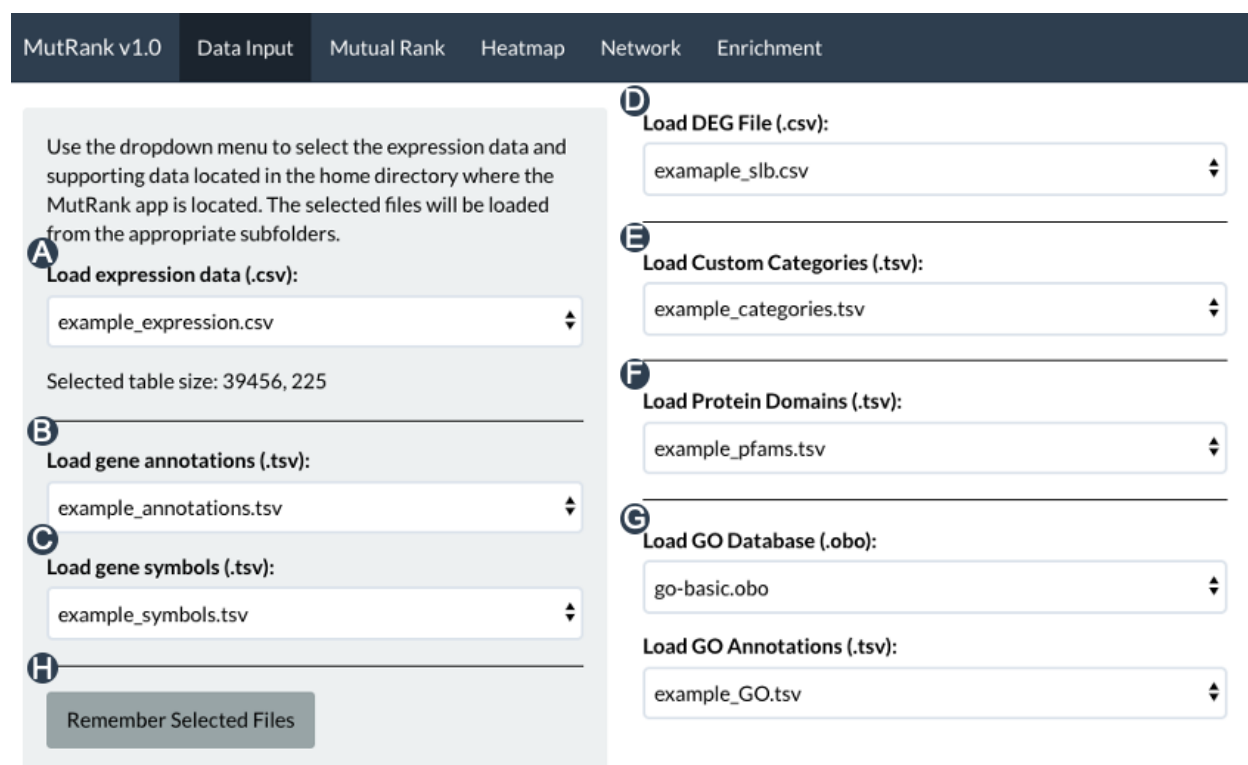 MutRank v1.0 Data Input Mutual Rank Heatmap Network Enrichment
Use the dropdown menu to select the expression data and
supporting data located in the home directory where the
MutRank app is located. The selected files will be loaded
from the appropriate subfolders.
A
Load expression data (.csv):
example_expression.csv
Selected table size: 39456, 225
B
Load gene annotations (.tsv):
example_annotations.tsv
C
Load gene symbols (.tsv):
example_symbols.tsv
H
Remember Selected Files
D
Load DEG File (.csv):
examaple_slb.csv
E
Load Custom Categories (.tsv):
example_categories.tsv
F
Load Protein Domains (.tsv):
example_pfams.tsv
G
Load GO Database (.obo):
go-basic.obo
Load GO Annotations (.tsv):
example_GO.tsv